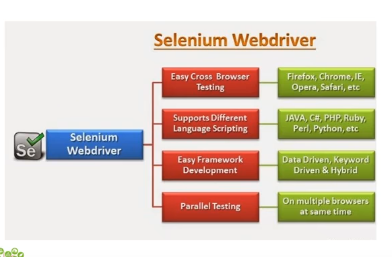 Selenium Webdriver
Easy Cross Browser
Testing
Firefox, Chrome, IE,
Opera, Safari, etc
Supports Different
Language Scripting
JAVA, C#, PHP, Ruby,
Perl, Python, etc
Se
Selenium
Webdriver
Easy Framework
Development
Data Driven, Keyword
Driven & Hybrid
Parallel Testing
On multiple browsers
at same time